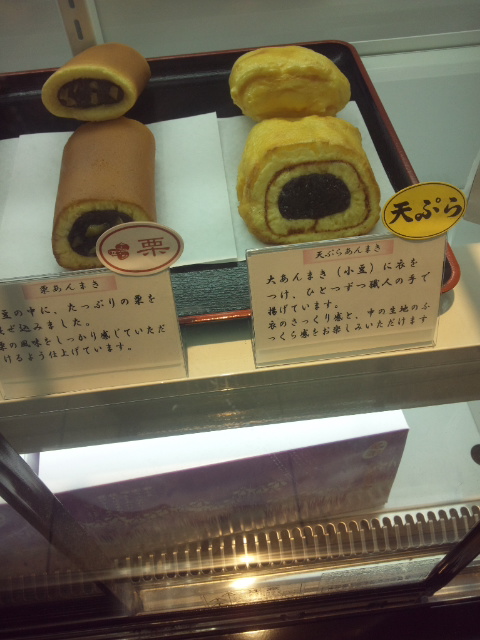 栗
栗あんまき
豆の中に、たっぷりの栗を
ぜ込みました。
栗の風味をしっかり感じていただ
けるよう仕上げています。
天ぷら
天ぷらあんまき
大あんまき(小豆)に衣を
つけ、ひとつずつ職人の手で
揚げています。
衣のさっくり感と、中の生地のふ
っくら感をお楽しみいただけます